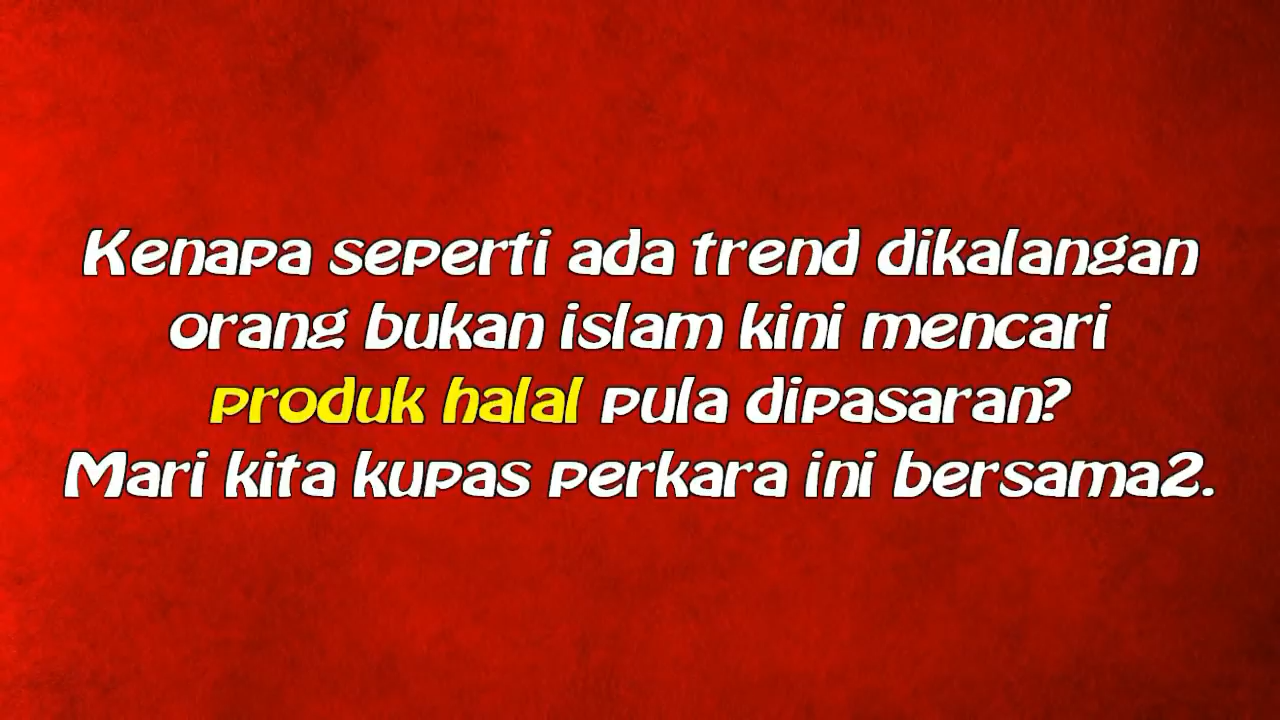 Kenapa seperti ada trend dikalangan
orang bukan islam kini mencari
produk halal pula dipasaran?
Mari kita kupas perkara ini bersama2.